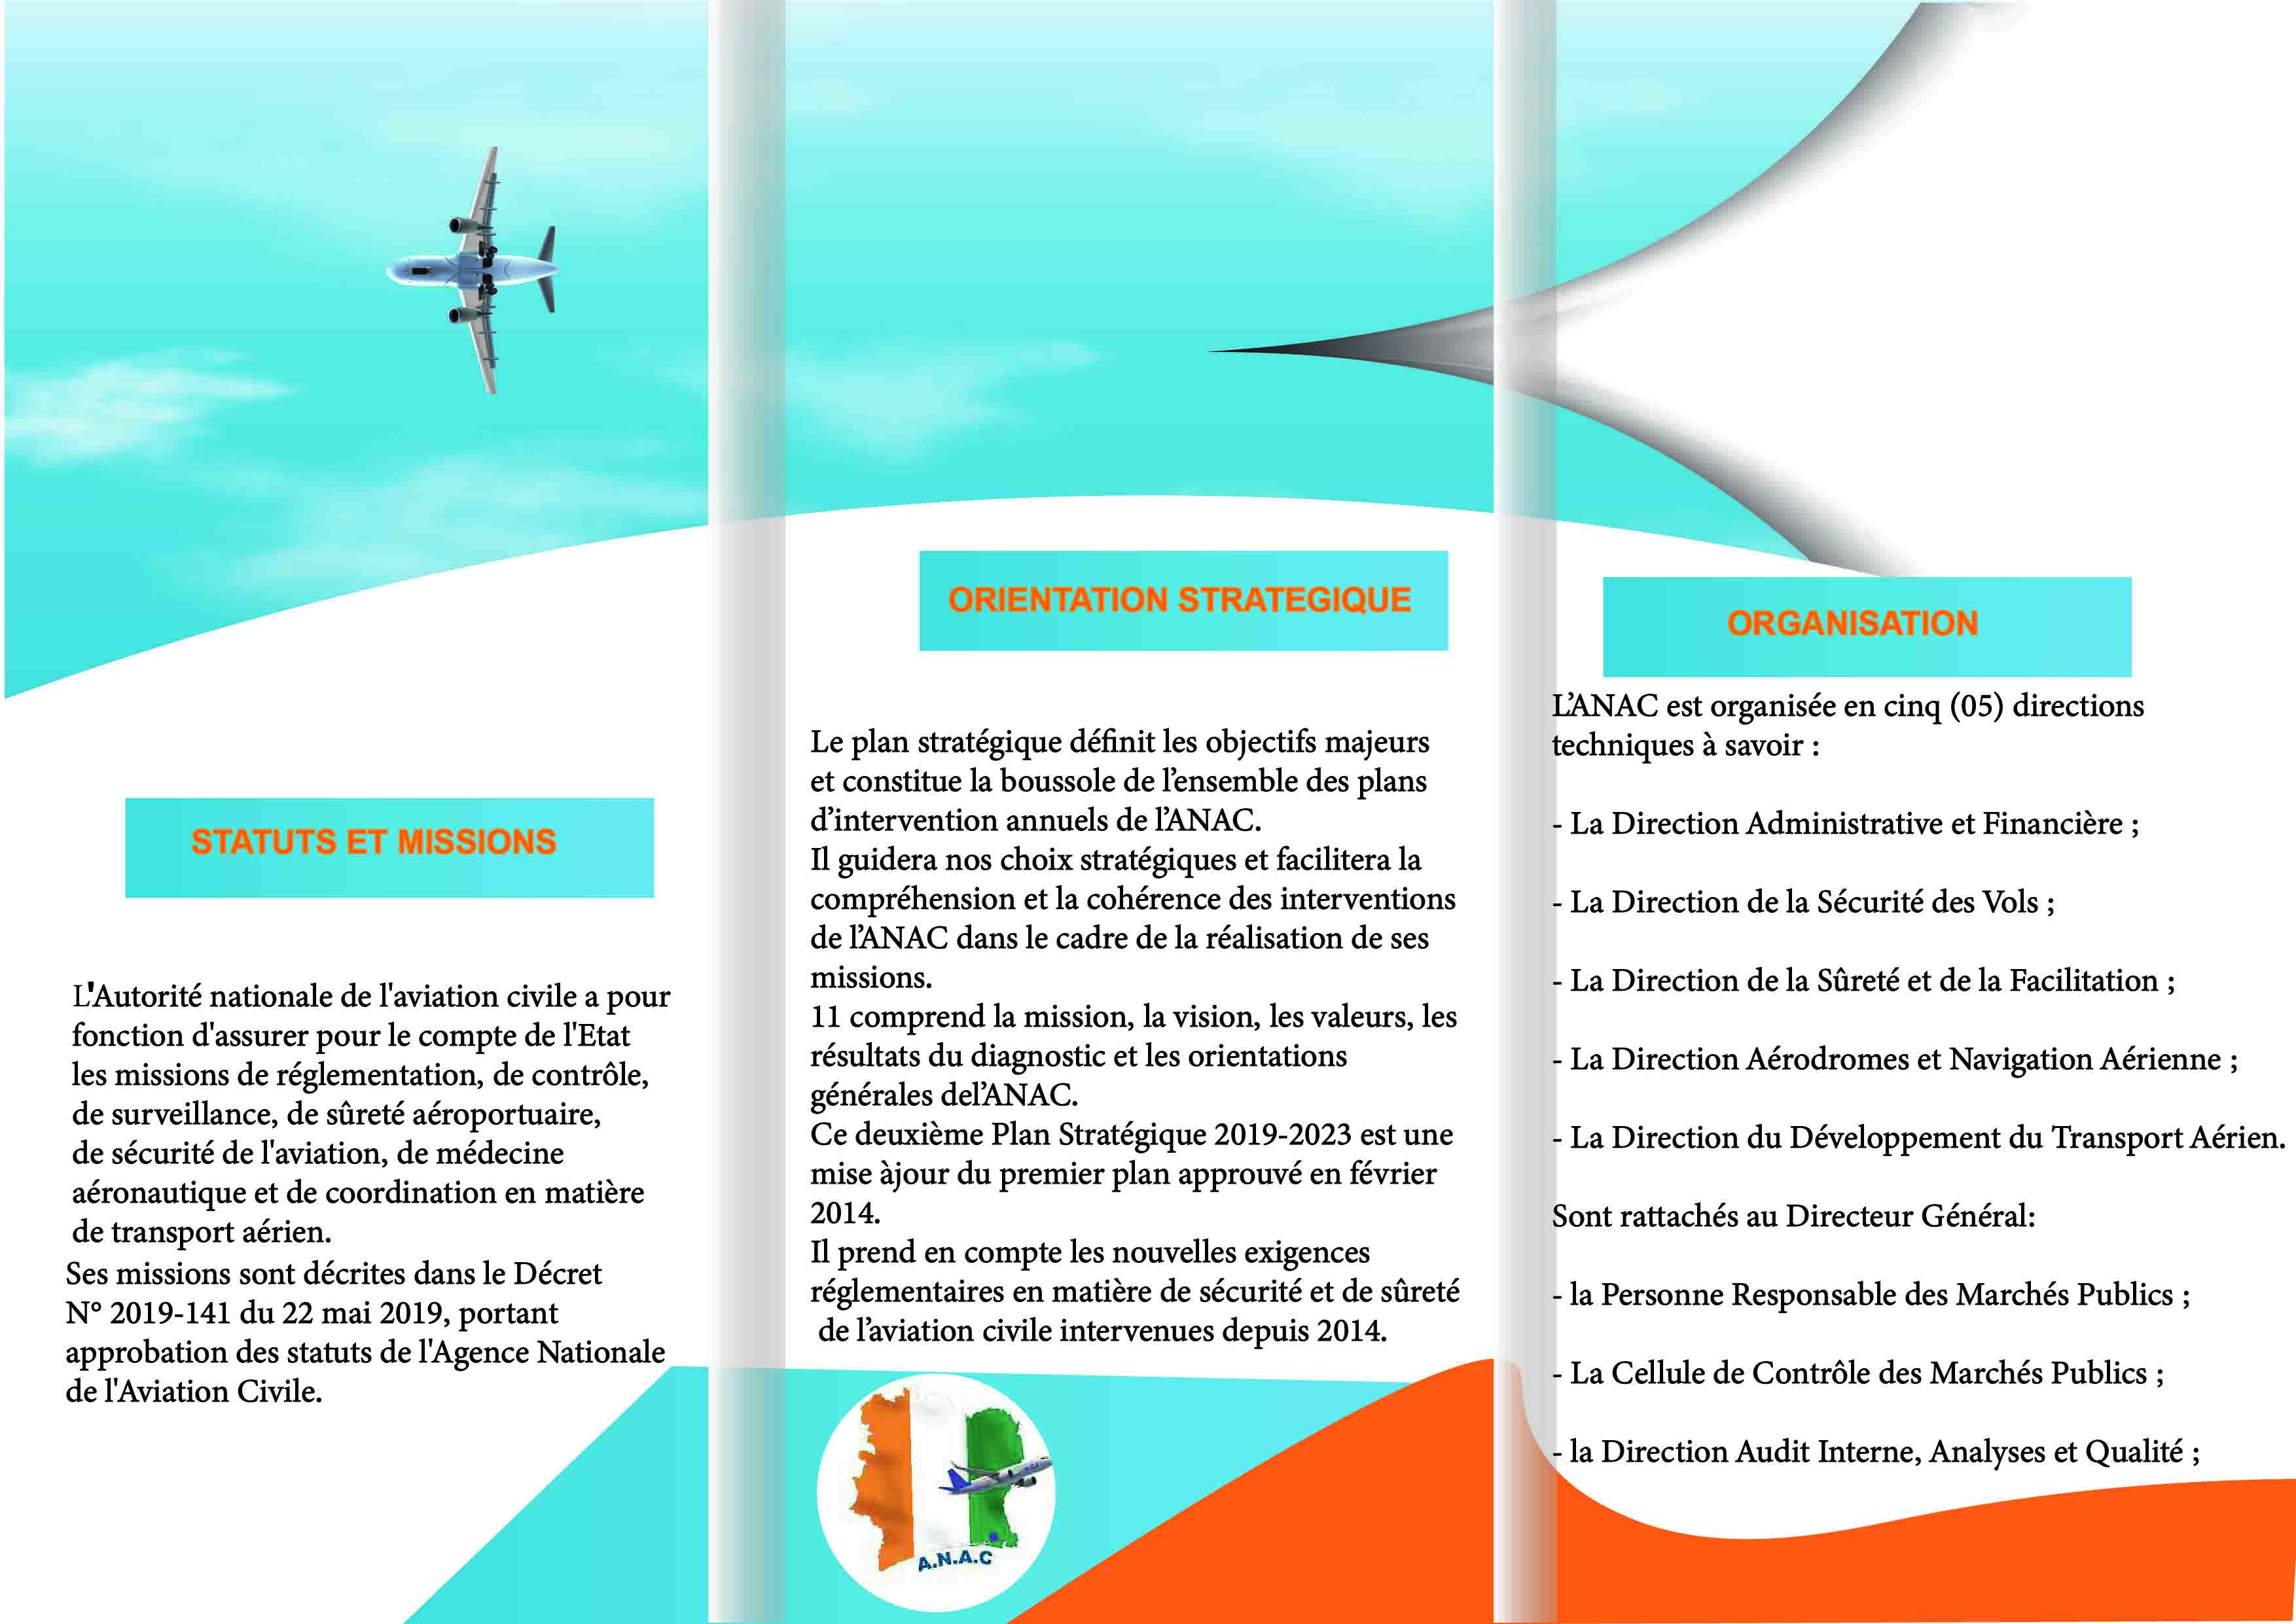 STATUTS ET MISSIONS
L'Autorité nationale de l'aviation civile a pour
fonction d'assurer pour le compte de l'Etat
les missions de réglementation, de contrôle,
de surveillance, de sûreté aéroportuaire,
de sécurité de l'aviation, de médecine
aéronautique et de coordination en matière
de transport aérien.
Ses missions sont décrites dans le Décret
N° 2019-141 du 22 mai 2019, portant
approbation des statuts de l'Agence Nationale
de l'Aviation Civile.
ORIENTATION STRATEGIQUE
Le plan stratégique définit les objectifs majeurs
et constitue la boussole de l’ensemble des plans
d’intervention annuels de l’ANAC.
Il guidera nos choix stratégiques et facilitera la
compréhension et la cohérence des interventions
de l’ANAC dans le cadre de la réalisation de ses
missions.
11 comprend la mission, la vision, les valeurs, les
résultats du diagnostic et les orientations
générales del’ANAC.
Ce deuxième Plan Stratégique 2019-2023 est une
mise àjour du premier plan approuvé en février
2014.
Il prend en compte les nouvelles exigences
réglementaires en matière de sécurité et de sûreté
de l’aviation civile intervenues depuis 2014.
A.N.A.C
ORGANISATION
L’ANAC est organisée en cinq (05) directions
techniques à savoir :
- La Direction Administrative et Financière ;
- La Direction de la Sécurité des Vols ;
- La Direction de la Sûreté et de la Facilitation ;
- La Direction Aérodromes et Navigation Aérienne ;
- La Direction du Développement du Transport Aérien.
Sont rattachés au Directeur Général:
- la Personne Responsable des Marchés Publics ;
- La Cellule de Contrôle des Marchés Publics ;
- la Direction Audit Interne, Analyses et Qualité ;